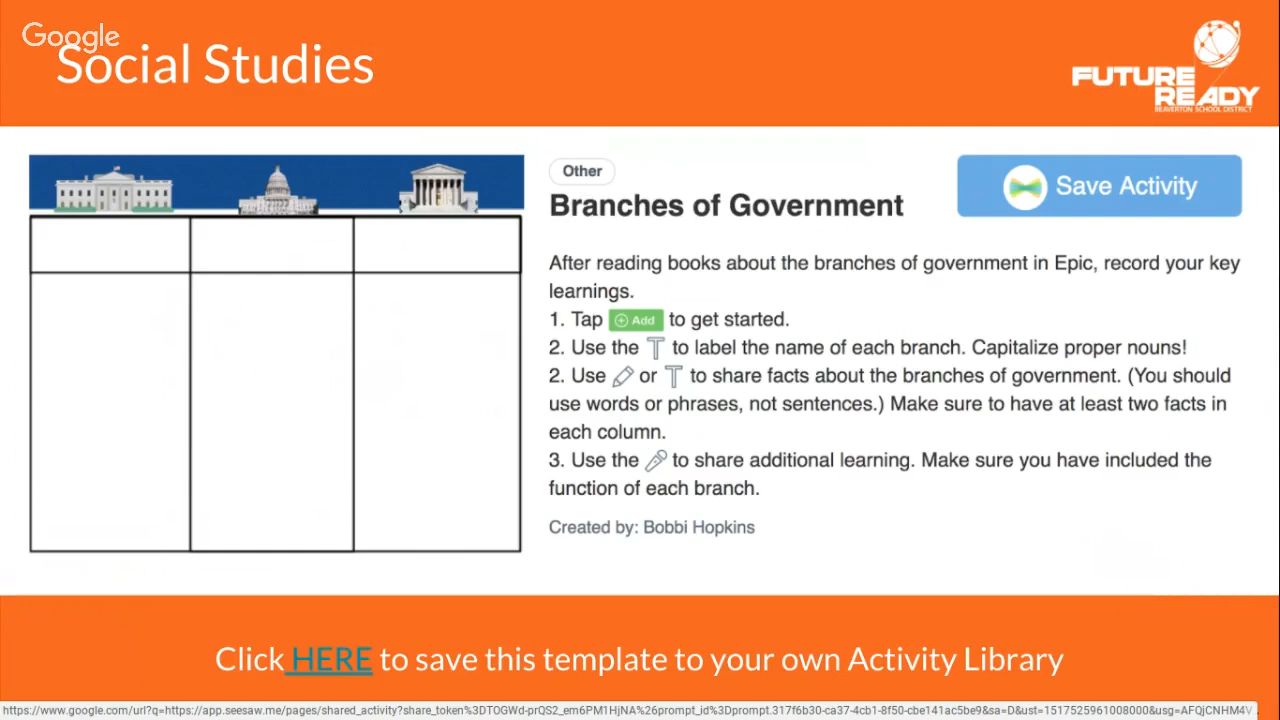 Google
Social Studies
FUTURE
READY
BEAVERTON SCHOOL DISTRICT
Other
Save Activity
Branches of Government
After reading books about the branches of government in Epic, record your key
learnings.
1. Tap Add to get started.
2. Use the T to label the name of each branch. Capitalize proper nouns!
2. Use or T to share facts about the branches of government. (You should
use words or phrases, not sentences.) Make sure to have at least two facts in
each column.
3. Use the to share additional learning. Make sure you have included the
function of each branch.
Created by: Bobbi Hopkins
Click HERE to save this template to your own Activity Library
https://www.google.com/url?q=https://app.seesaw.me/pages/shared_activity?share_token%3DTOGWd-prQS2_em6PM1HjNA%26prompt_id%3Dprompt.317f6b30-ca37-4cb1-8f50-cbe141ac5be9&sa=D&ust=1517525961008000&usg=AFQjCNHM4V